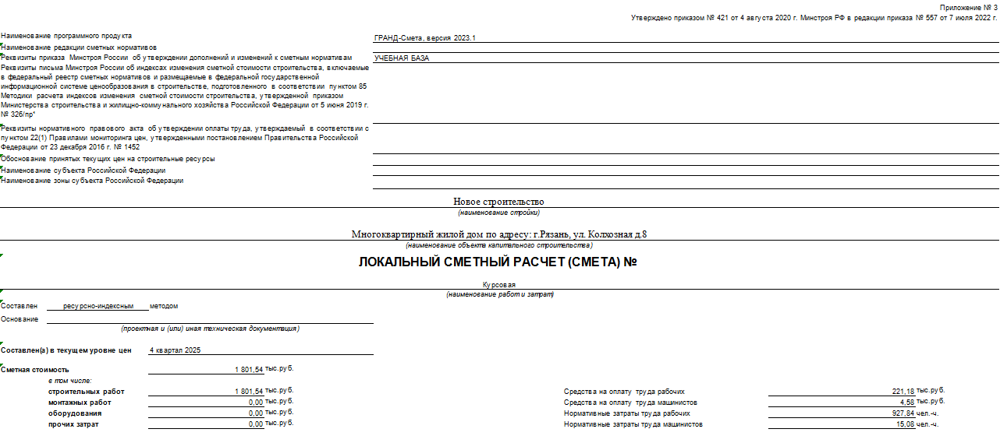 Приложение № 3
Утверждено приказом № 421 от 4 августа 2020 г. Минстроя РФ в редакции приказа № 557 от 7 июля 2022 г.
Наименование программного продукта
ГРАНД-Смета, версия 2023.1
Наименование редакции сметных нормативов
Реквизиты приказа Минстроя России об утверждении дополнений и изменений к сметным нормативам
УЧЕБНАЯ БАЗА
Реквизиты письма Минстроя России об индексах изменения сметной стоимости строительства, включаемые
в федеральный реестр сметных нормативов и размещаемые в федеральной государственной
информационной системе ценообразования в строительстве, подготовленного в соответствии пунктом 85
Методики расчета индексов изменения сметной стоимости строительства, утвержденной приказом
Министерства строительства и жилищно-коммунального хозяйства Российской Федерации от 5 июня 2019 г.
№ 326/пр*
Реквизиты нормативного правового акта об утверждении оплаты труда, утверждаемый в соответствии с
пунктом 22(1) Правилами мониторинга цен, утвержденными постановлением Правительства Российской
Федерации от 23 декабря 2016 г. № 1452
Обоснование принятых текущих цен на строительные ресурсы
Наименование субъекта Российской Федерации
Наименование зоны субъекта Российской Федерации
Новое строительство
(наименование стройки)
Многоквартирный жилой дом по адресу: г.Рязань, ул. Колхозная д.8
(наименование объекта капитального строительства)
ЛОКАЛЬНЫЙ СМЕТНЫЙ РАСЧЕТ (СМЕТА) №
Курсовая
(наименование работ и затрат)
Составлен ресурсно-индексным методом
Основание
(проектная и (или) иная техническая документация)
Составлен(а) в текущем уровне цен 4 квартал 2025
Сметная стоимость 1 801,54 тыс.руб.
в том числе:
строительных работ 1 801,54 тыс.руб. Средства на оплату труда рабочих 221,18 тыс.руб.
монтажных работ 0,00 тыс.руб. Средства на оплату труда машинистов 4,58 тыс.руб.
оборудования 0,00 тыс.руб. Нормативные затраты труда рабочих 927,84 чел.-ч.
прочих затрат 0,00 тыс.руб. Нормативные затраты труда машинистов 15,08 чел.-ч.